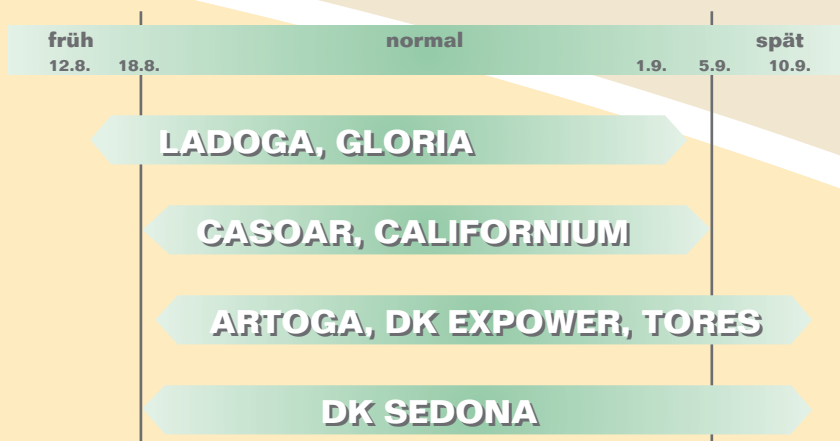 früh normal spät
12.8. 18.8. 1.9. 5.9. 10.9.
LADOGA, GLORIA
CASOAR, CALIFORNIUM
ARTOGA, DK EXPOWER, TORES
DK SEDONA